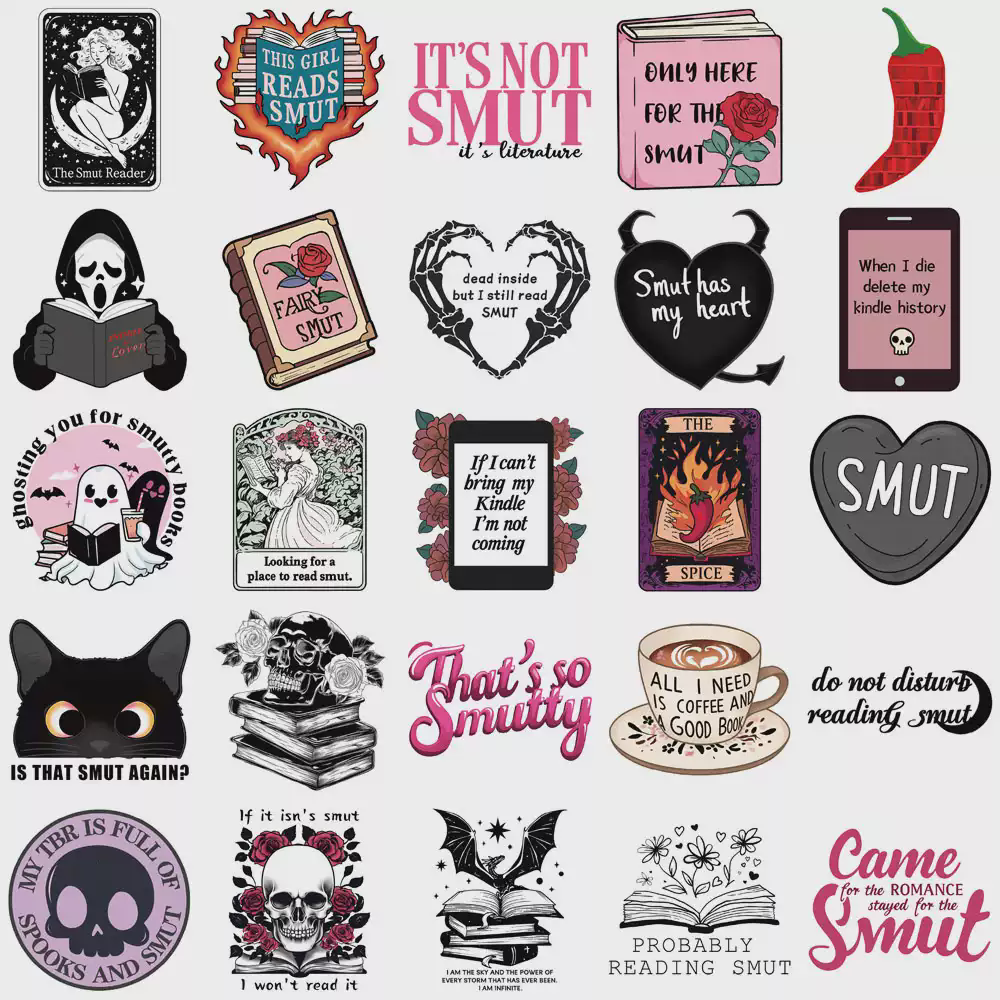 The Smut Reader
THIS GIRL
READS
SMUT
IT'S NOT
SMUT
it's literature
ONLY HERE
FOR THE
SMUT
Lover
FAIRY
SMUT
dead inside
but I still read
SMUT
Smut has
my heart
When I die
delete my
kindle history
ghosting you for smutty books
Looking for a
place to read smut.
If I can't
bring my
Kindle
I'm not
coming
THE
SPICE
SMUT
IS THAT SMUT AGAIN?
That's so
Smutty
ALL I NEED
IS COFFEE AND
A GOOD BOOK
do not disturb
reading smut
MY TBR IS FULL OF
SPOOKS AND SMUT
If it isn's smut
I won't read it
I AM THE SKY AND THE POWER OF
EVERY STORM THAT HAS EVER BEEN.
I AM INFINITE.
PROBABLY
READING SMUT
Came
for the ROMANCE
stayed for the
Smut